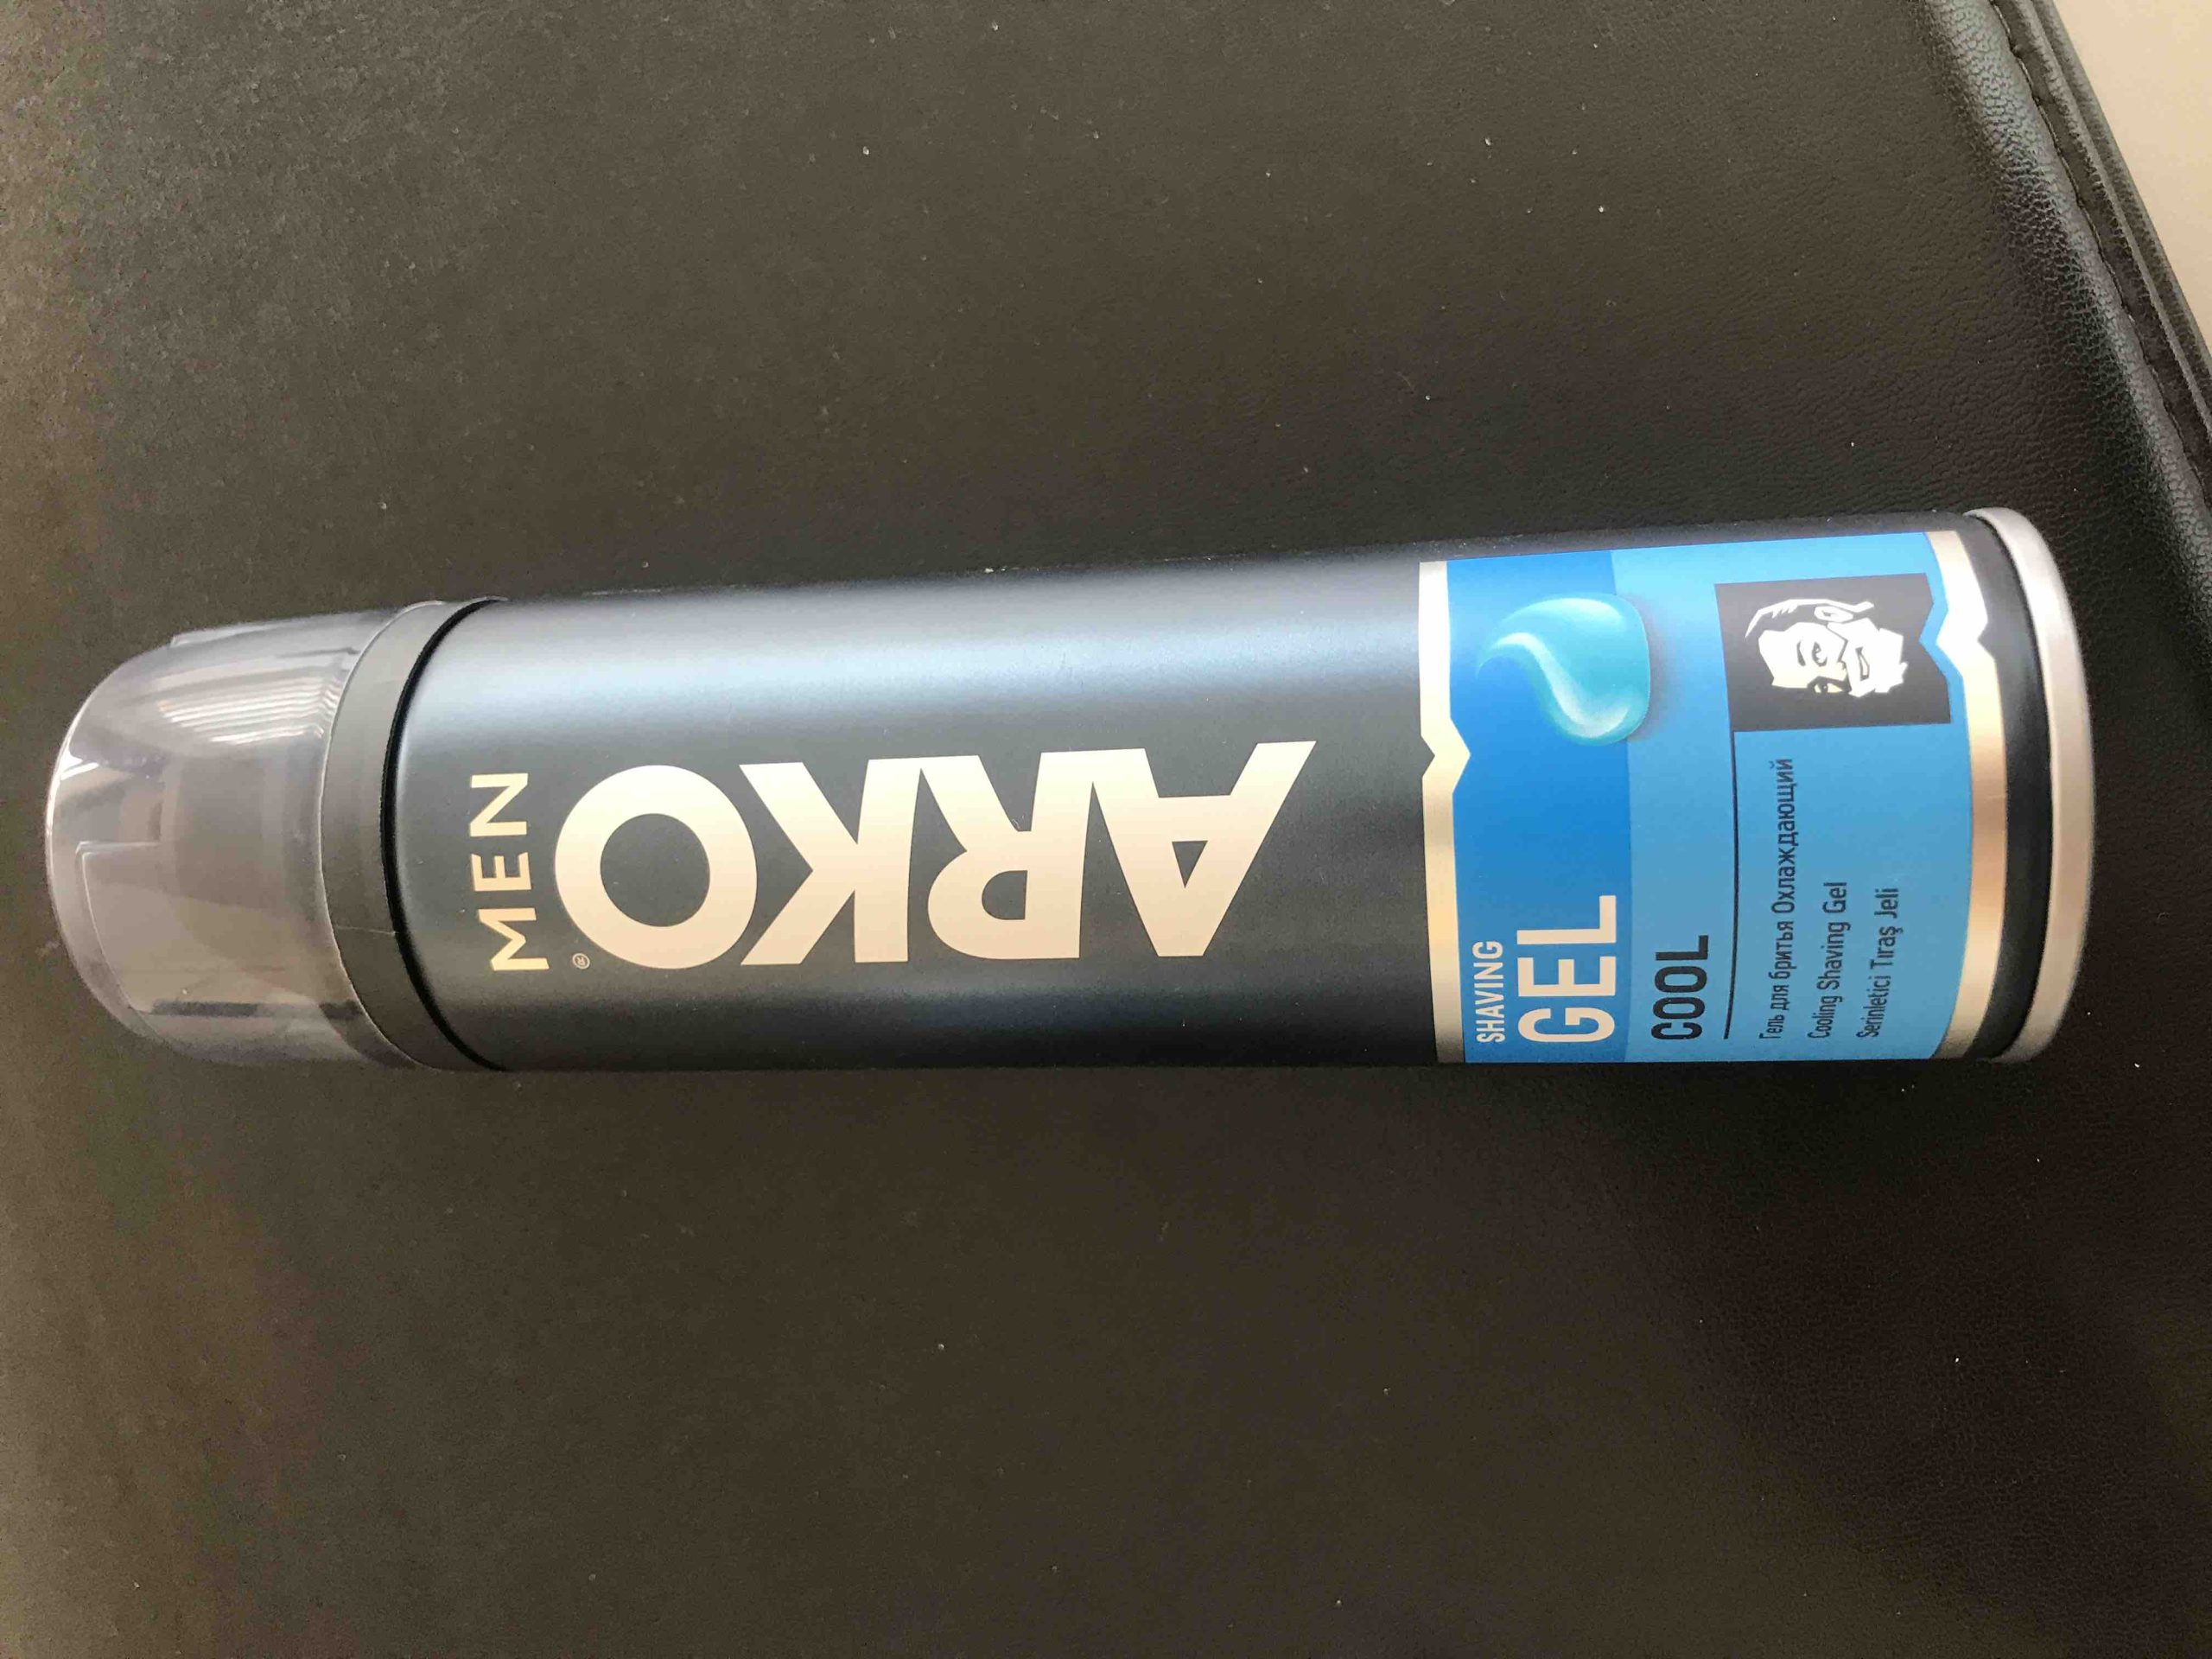 MEN
ARKO®
SHAVING
GEL
COOL
Гель для бритья Охлаждающий
Cooling Shaving Gel
Serinletici Tıraş Jeli